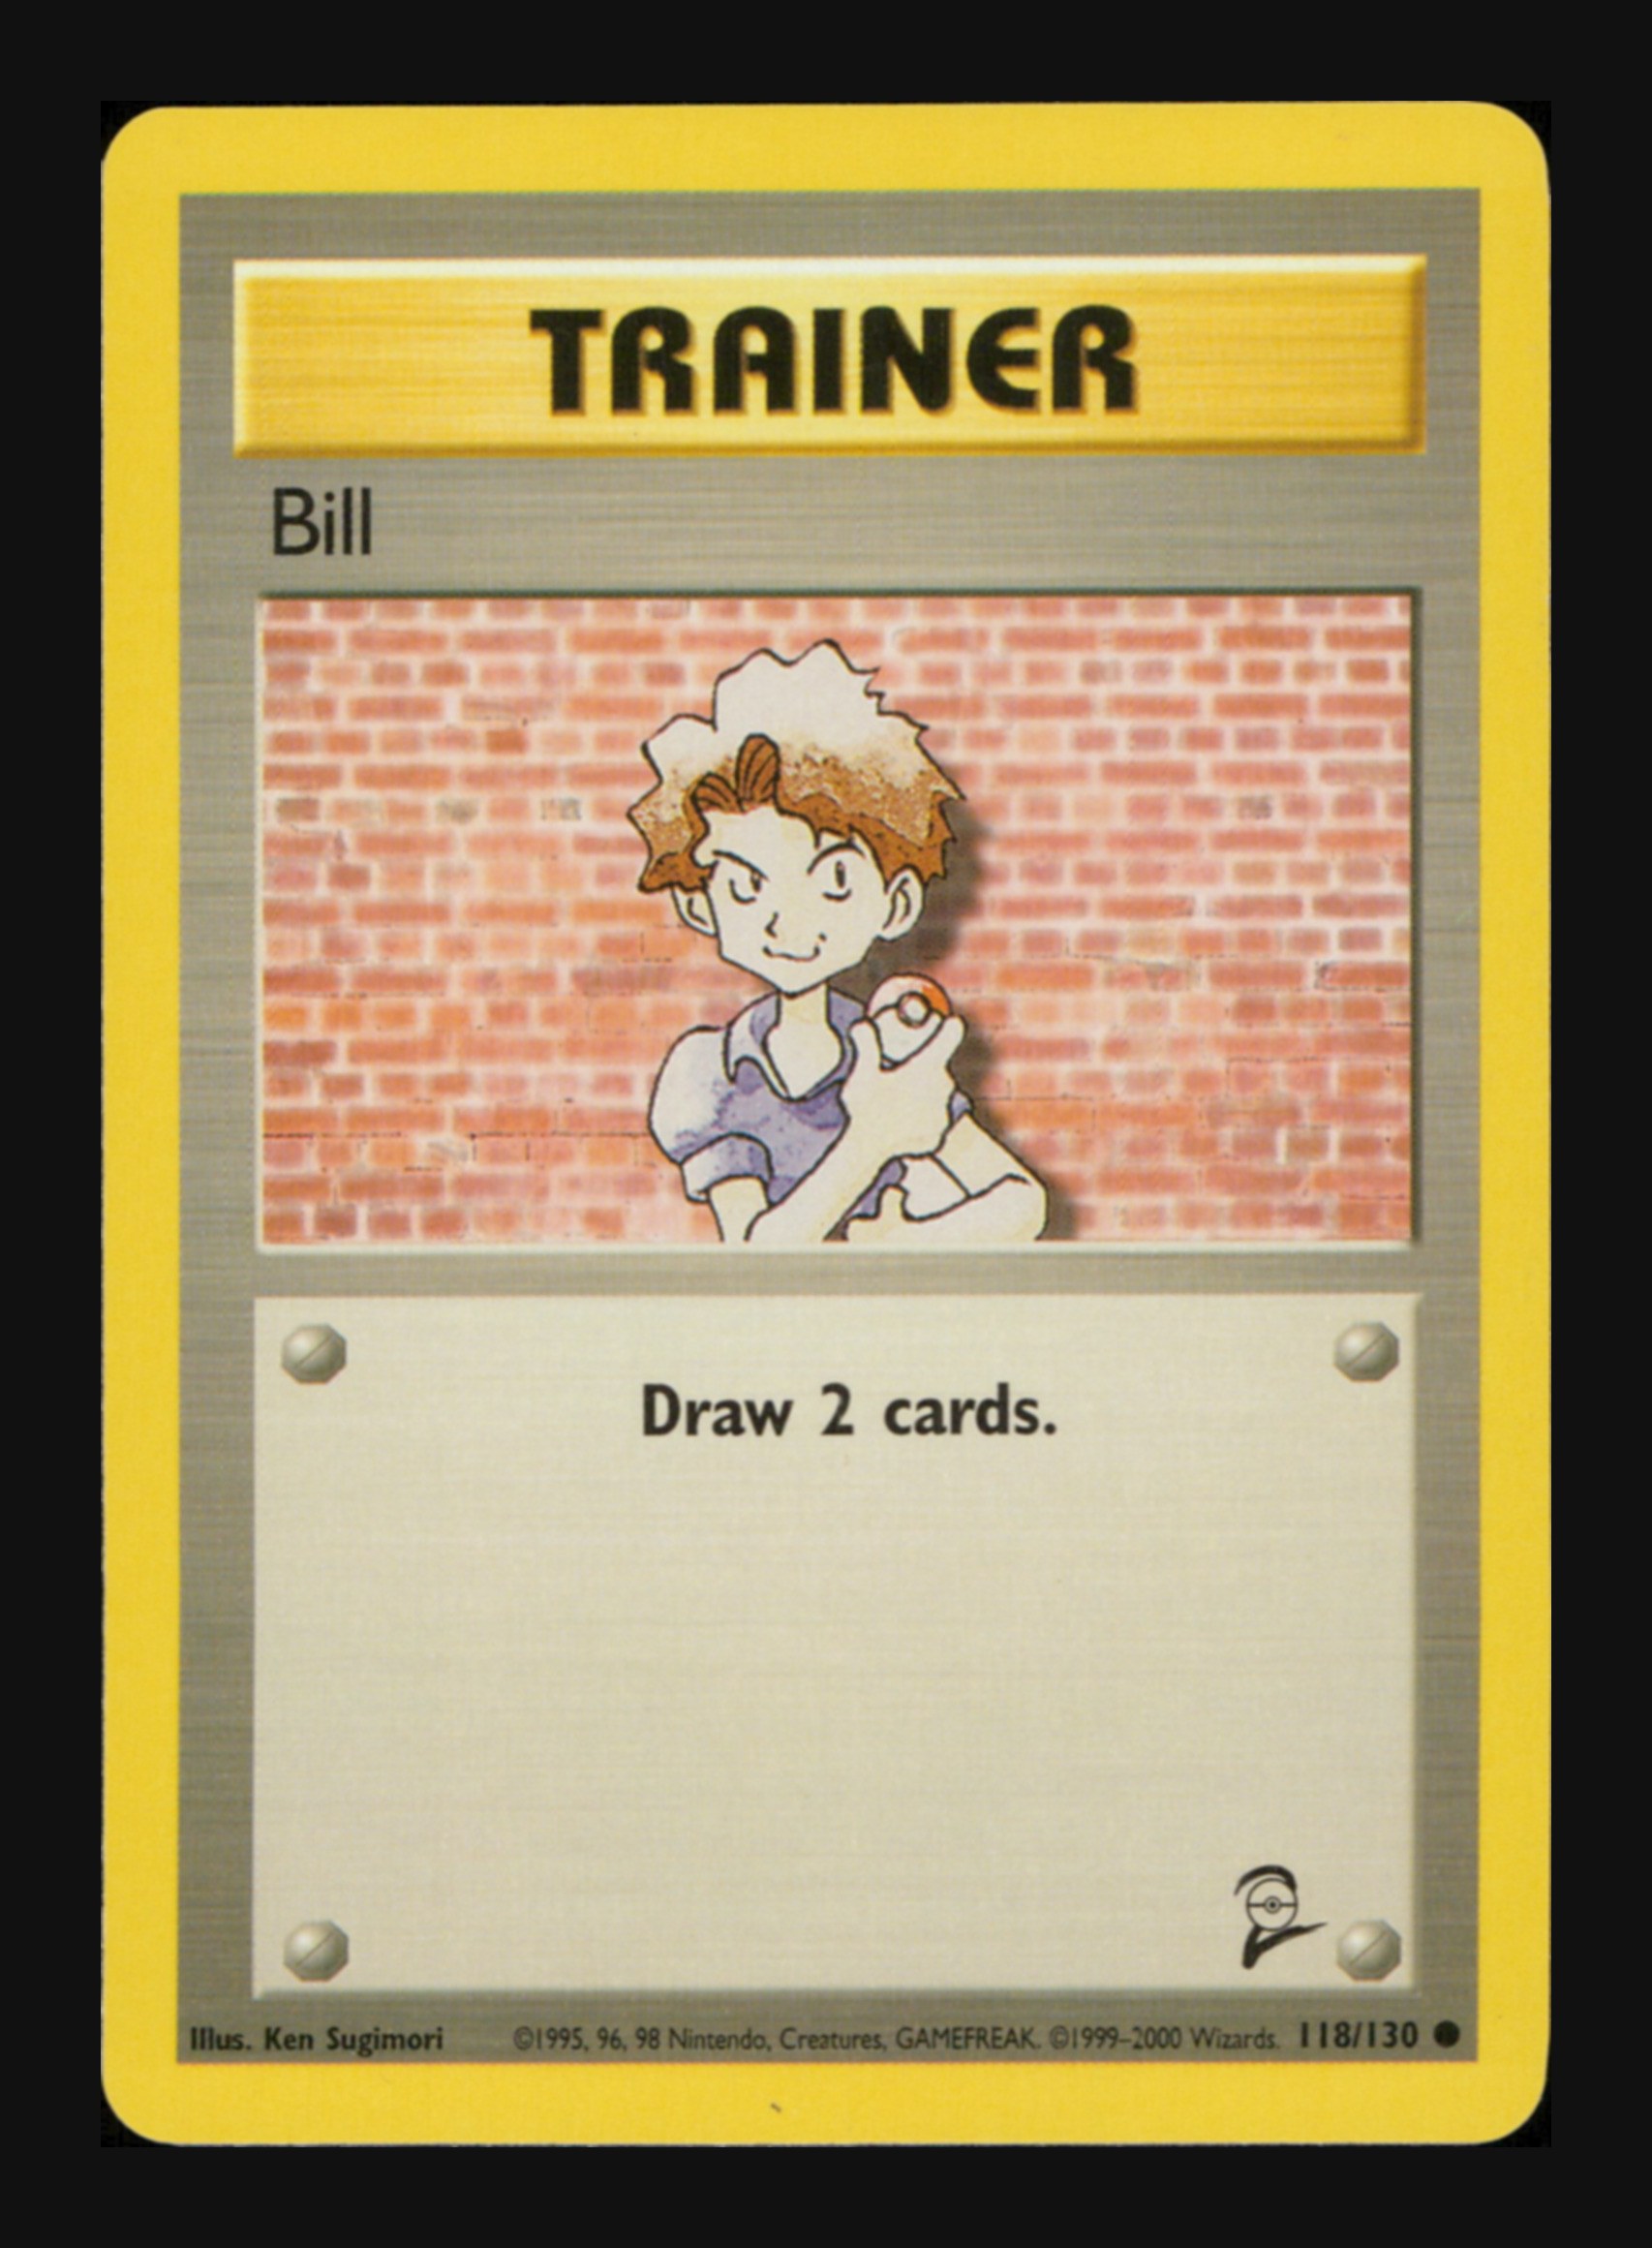 TRAINER
Bill
Draw 2 cards.
Illus. Ken Sugimori ©1995, 96, 98 Nintendo, Creatures, GAMEFREAK. ©1999–2000 Wizards. 118/130 ●